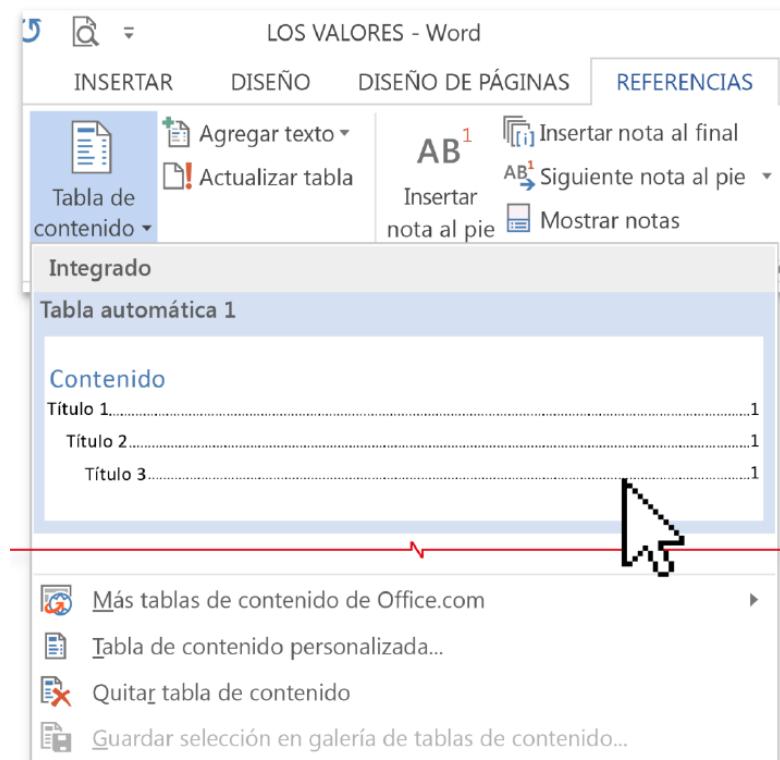 LOS VALORES - Word
INSERTAR DISEÑO DISEÑO DE PÁGINAS REFERENCIAS
Tabla de
contenido
Agregar texto
Actualizar tabla
AB1
Insertar
nota al pie
[i] Insertar nota al final
AB1 Siguiente nota al pie
Mostrar notas
Integrado
Tabla automática 1
Contenido
Título 1 1
Título 2 1
Título 3 1
Más tablas de contenido de Office.com
Tabla de contenido personalizada...
Quitar tabla de contenido
Guardar selección en galería de tablas de contenido...